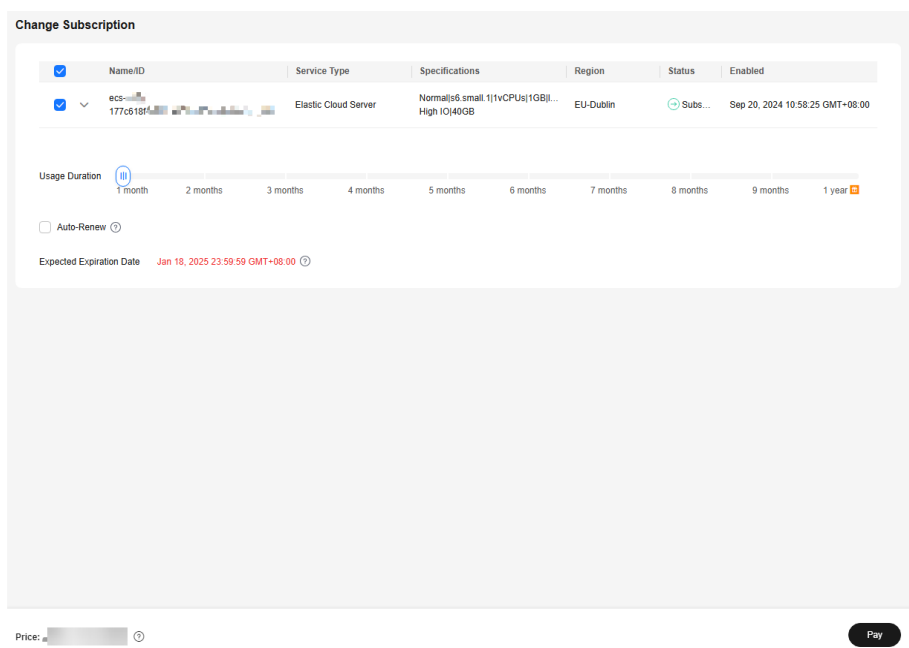 Change Subscription
Name/ID Service Type Specifications Region Status Enabled
ecs- Elastic Cloud Server Normal|s6.small.1|1vCPUs|1GB|I... EU-Dublin Subs... Sep 20, 2024 10:58:25 GMT+08:00
177c618f- High IO|40GB
Usage Duration
1 month 2 months 3 months 4 months 5 months 6 months 7 months 8 months 9 months 1 year
Auto-Renew
Expected Expiration Date Jan 18, 2025 23:59:59 GMT+08:00
Price: Pay